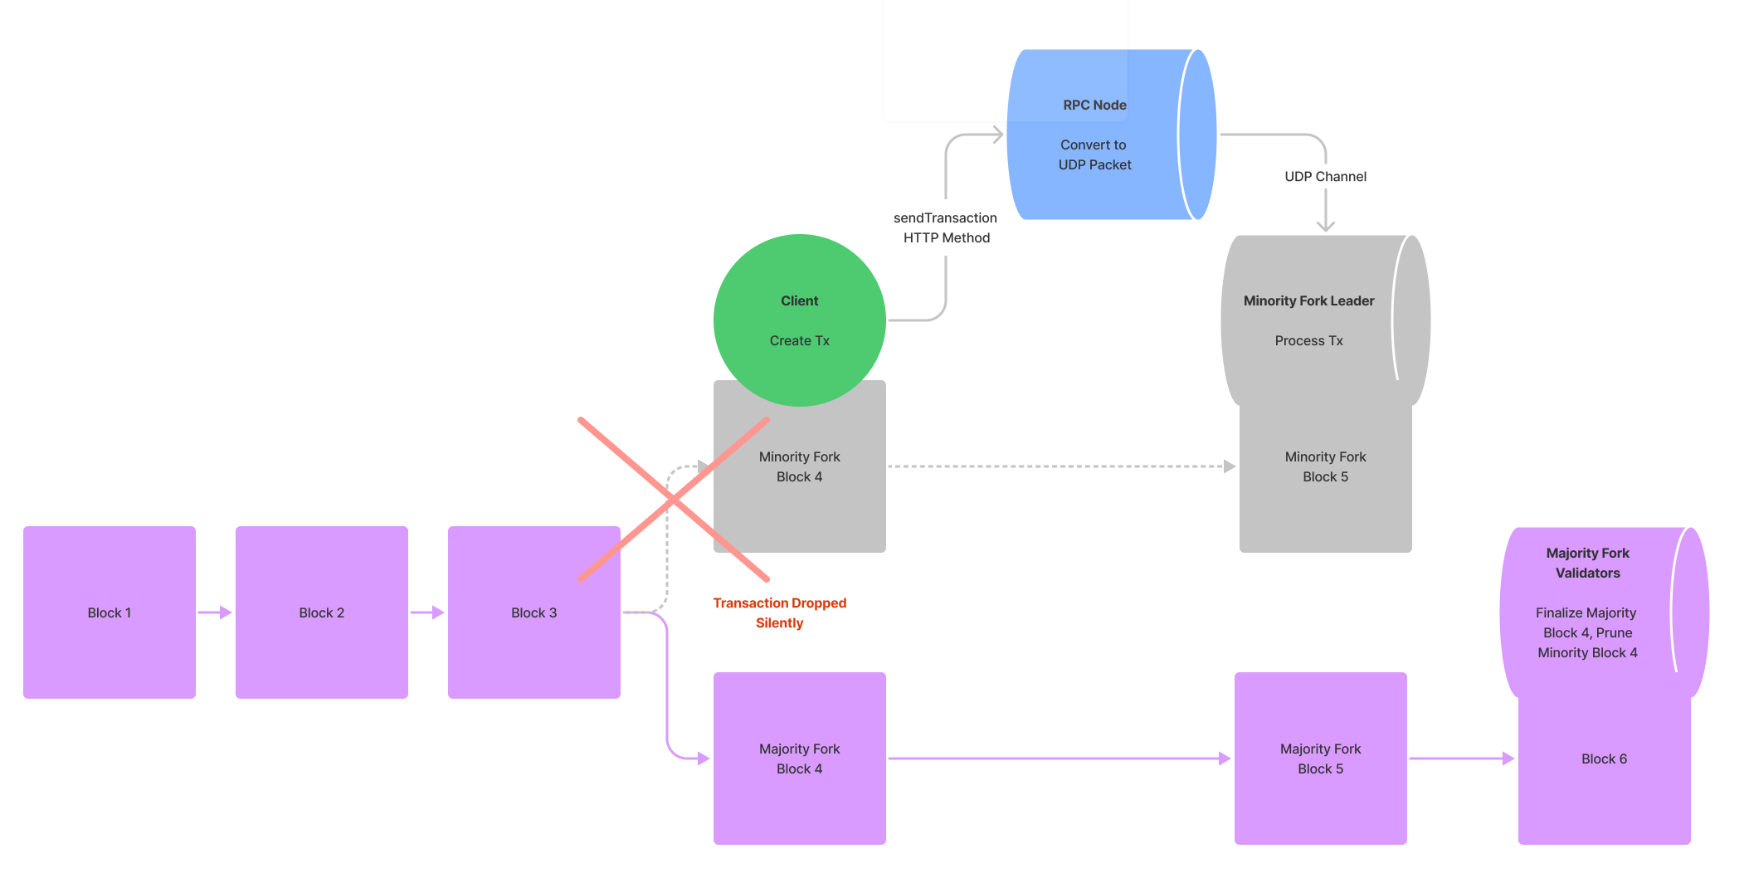 RPC Node
Convert to
UDP Packet
UDP Channel
sendTransaction
HTTP Method
Client
Create Tx
Minority Fork Leader
Process Tx
Minority Fork
Block 4
Minority Fork
Block 5
Block 1
Block 2
Block 3
Transaction Dropped
Silently
Majority Fork
Validators
Finalize Majority
Block 4, Prune
Minority Block 4
Majority Fork
Block 4
Majority Fork
Block 5
Block 6